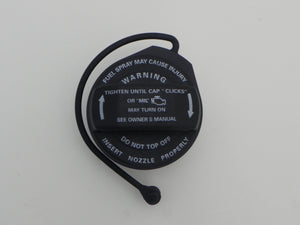 FUEL SPRAY MAY CAUSE INJURY
WARNING
TIGHTEN UNTIL CAP "CLICKS"
OR "MIL"
MAY TURN ON
SEE OWNER'S MANUAL
DO NOT TOP OFF
INSERT NOZZLE PROPERLY